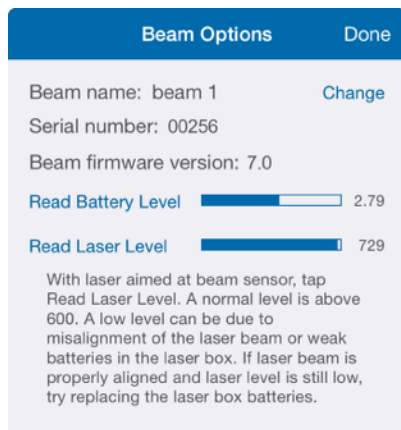 Beam Options Done
Beam name: beam 1 Change
Serial number: 00256
Beam firmware version: 7.0
Read Battery Level 2.79
Read Laser Level 729
With laser aimed at beam sensor, tap
Read Laser Level. A normal level is above
600. A low level can be due to
misalignment of the laser beam or weak
batteries in the laser box. If laser beam is
properly aligned and laser level is still low,
try replacing the laser box batteries.